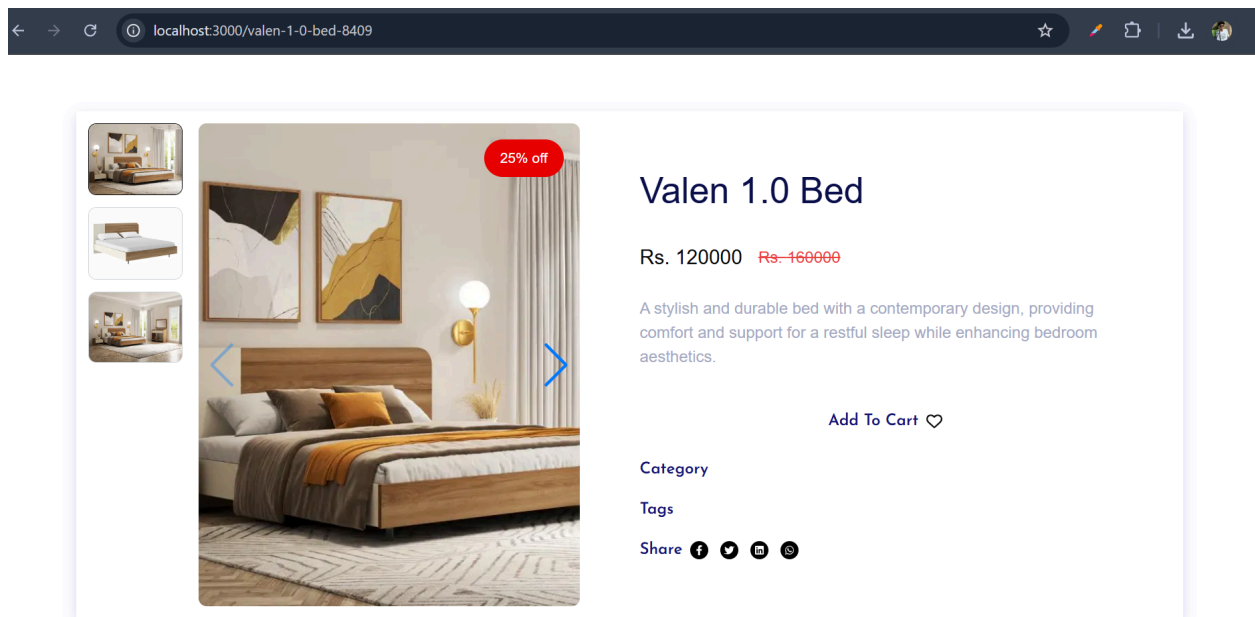 localhost:3000/valen-1-0-bed-8409
25% off
Valen 1.0 Bed
Rs. 120000 Rs. 160000
A stylish and durable bed with a contemporary design, providing
comfort and support for a restful sleep while enhancing bedroom
aesthetics.
Add To Cart
Category
Tags
Share